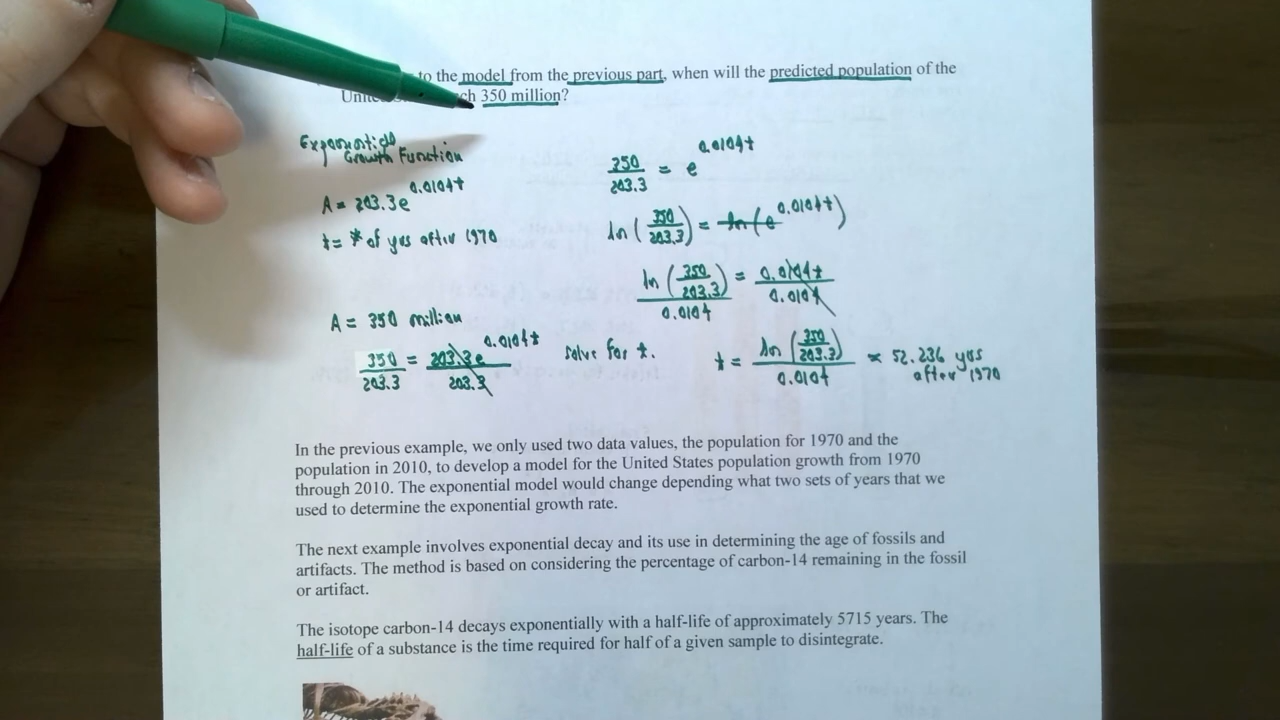 to the model from the previous part, when will the predicted population of the
ch 350 million?
Exponential
Growth Function
A = 203.3e^0.0104t
t = # of yrs after 1970
A = 350 million
350/203.3 = 203.3e^0.0104t/203.3 solve for t.
350/203.3 = e^0.0104t
ln(350/203.3) = ln(e^0.0104t)
ln(350/203.3)/0.0104 = 0.0104t/0.0104
t = ln(350/203.3)/0.0104 ≈ 52.236 yrs
after 1970
In the previous example, we only used two data values, the population for 1970 and the
population in 2010, to develop a model for the United States population growth from 1970
through 2010. The exponential model would change depending what two sets of years that we
used to determine the exponential growth rate.
The next example involves exponential decay and its use in determining the age of fossils and
artifacts. The method is based on considering the percentage of carbon-14 remaining in the fossil
or artifact.
The isotope carbon-14 decays exponentially with a half-life of approximately 5715 years. The
half-life of a substance is the time required for half of a given sample to disintegrate.